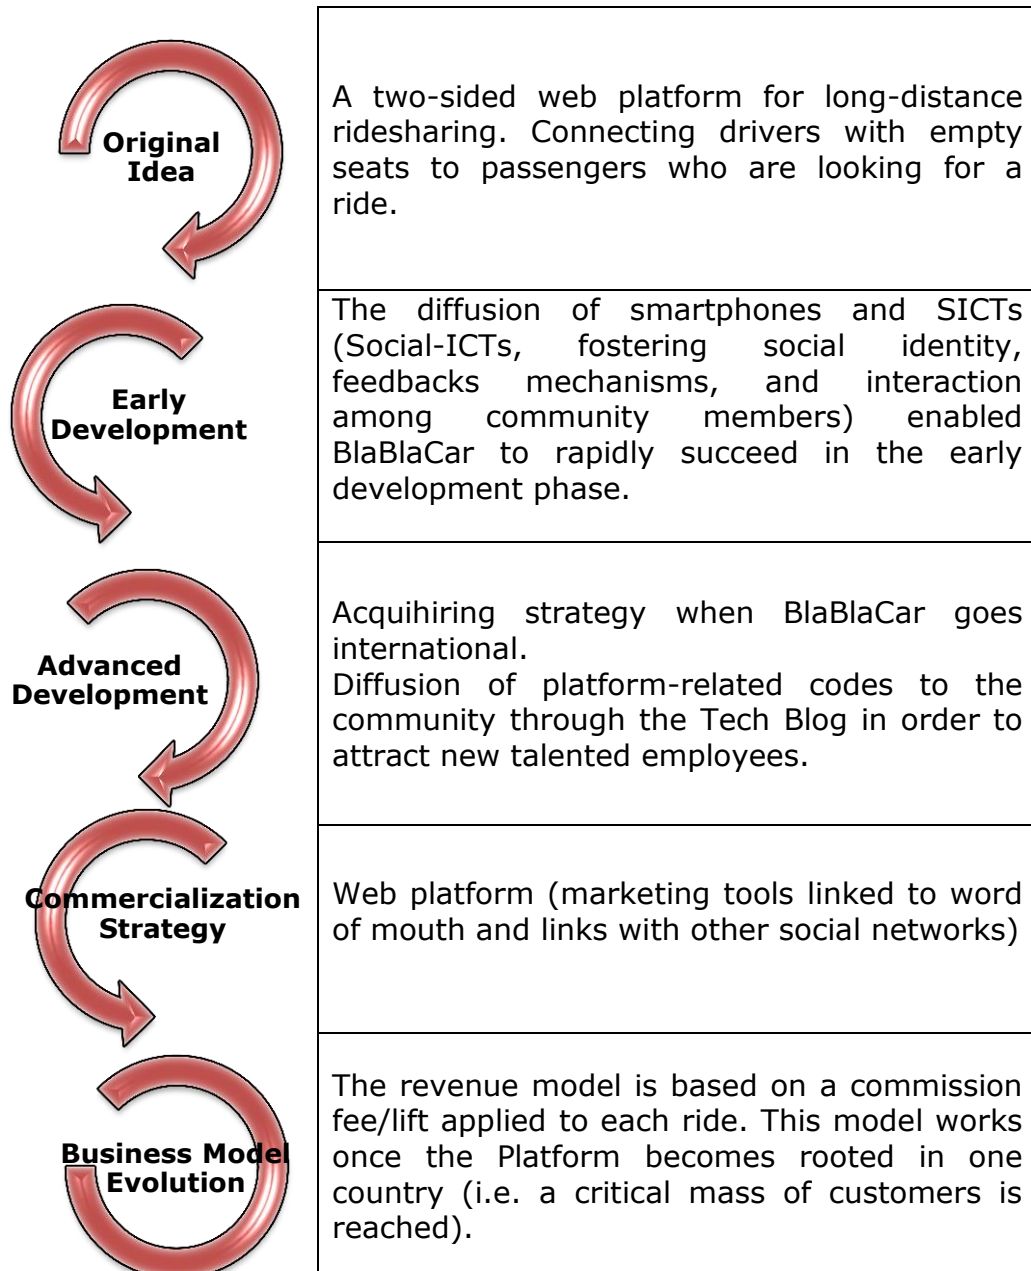 Original
Idea
A two-sided web platform for long-distance
ridesharing. Connecting drivers with empty
seats to passengers who are looking for a
ride.
Early
Development
The diffusion of smartphones and SICTs
(Social-ICTs, fostering social identity,
feedbacks mechanisms, and interaction
among community members) enabled
BlaBlaCar to rapidly succeed in the early
development phase.
Advanced
Development
Acquihiring strategy when BlaBlaCar goes
international.
Diffusion of platform-related codes to the
community through the Tech Blog in order to
attract new talented employees.
Commercialization
Strategy
Web platform (marketing tools linked to word
of mouth and links with other social networks)
Business Model
Evolution
The revenue model is based on a commission
fee/lift applied to each ride. This model works
once the Platform becomes rooted in one
country (i.e. a critical mass of customers is
reached).